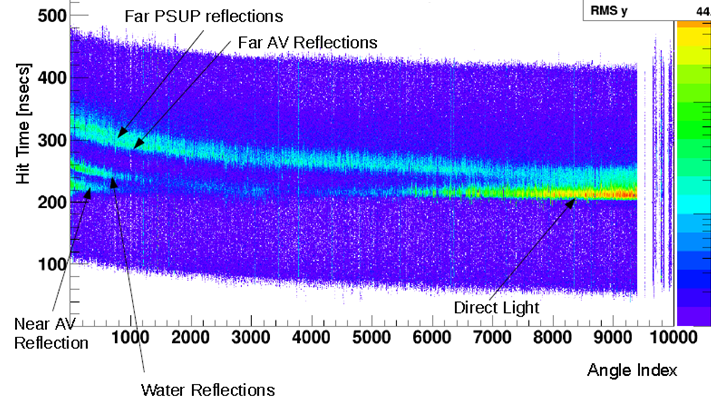 RMS y 44
500
Far PSUP reflections
Far AV Reflections
400
300
200
100
Hit Time [nsecs]
Direct Light
Near AV
Reflection
1000 2000 3000 4000 5000 6000 7000 8000 9000 10000
Angle Index
Water Reflections